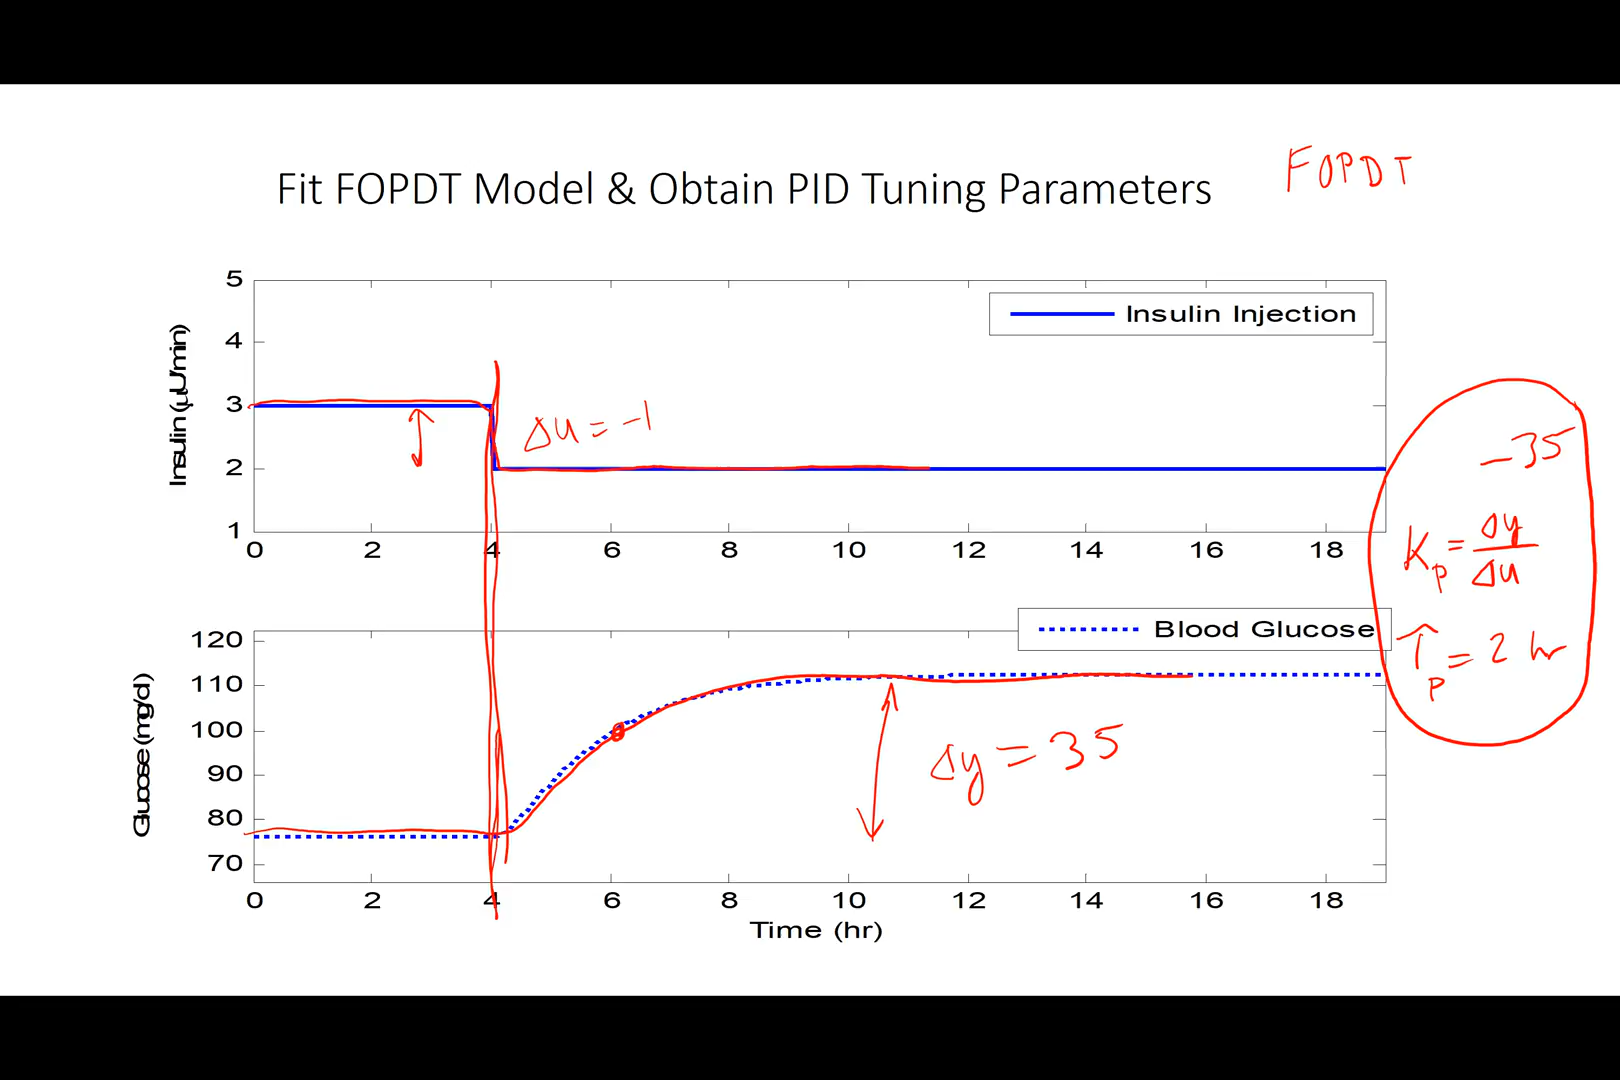 Fit FOPDT Model & Obtain PID Tuning Parameters
FOPDT
5
4
3
2
1
Insulin (μU/min)
Insulin Injection
Δu = -1
0 2 4 6 8 10 12 14 16 18
-35
Kp = Δy/Δu
τp = 2 hr
120
110
100
90
80
70
Glucose (mg/dl)
Blood Glucose
Δy = 35
0 2 4 6 8 10 12 14 16 18
Time (hr)